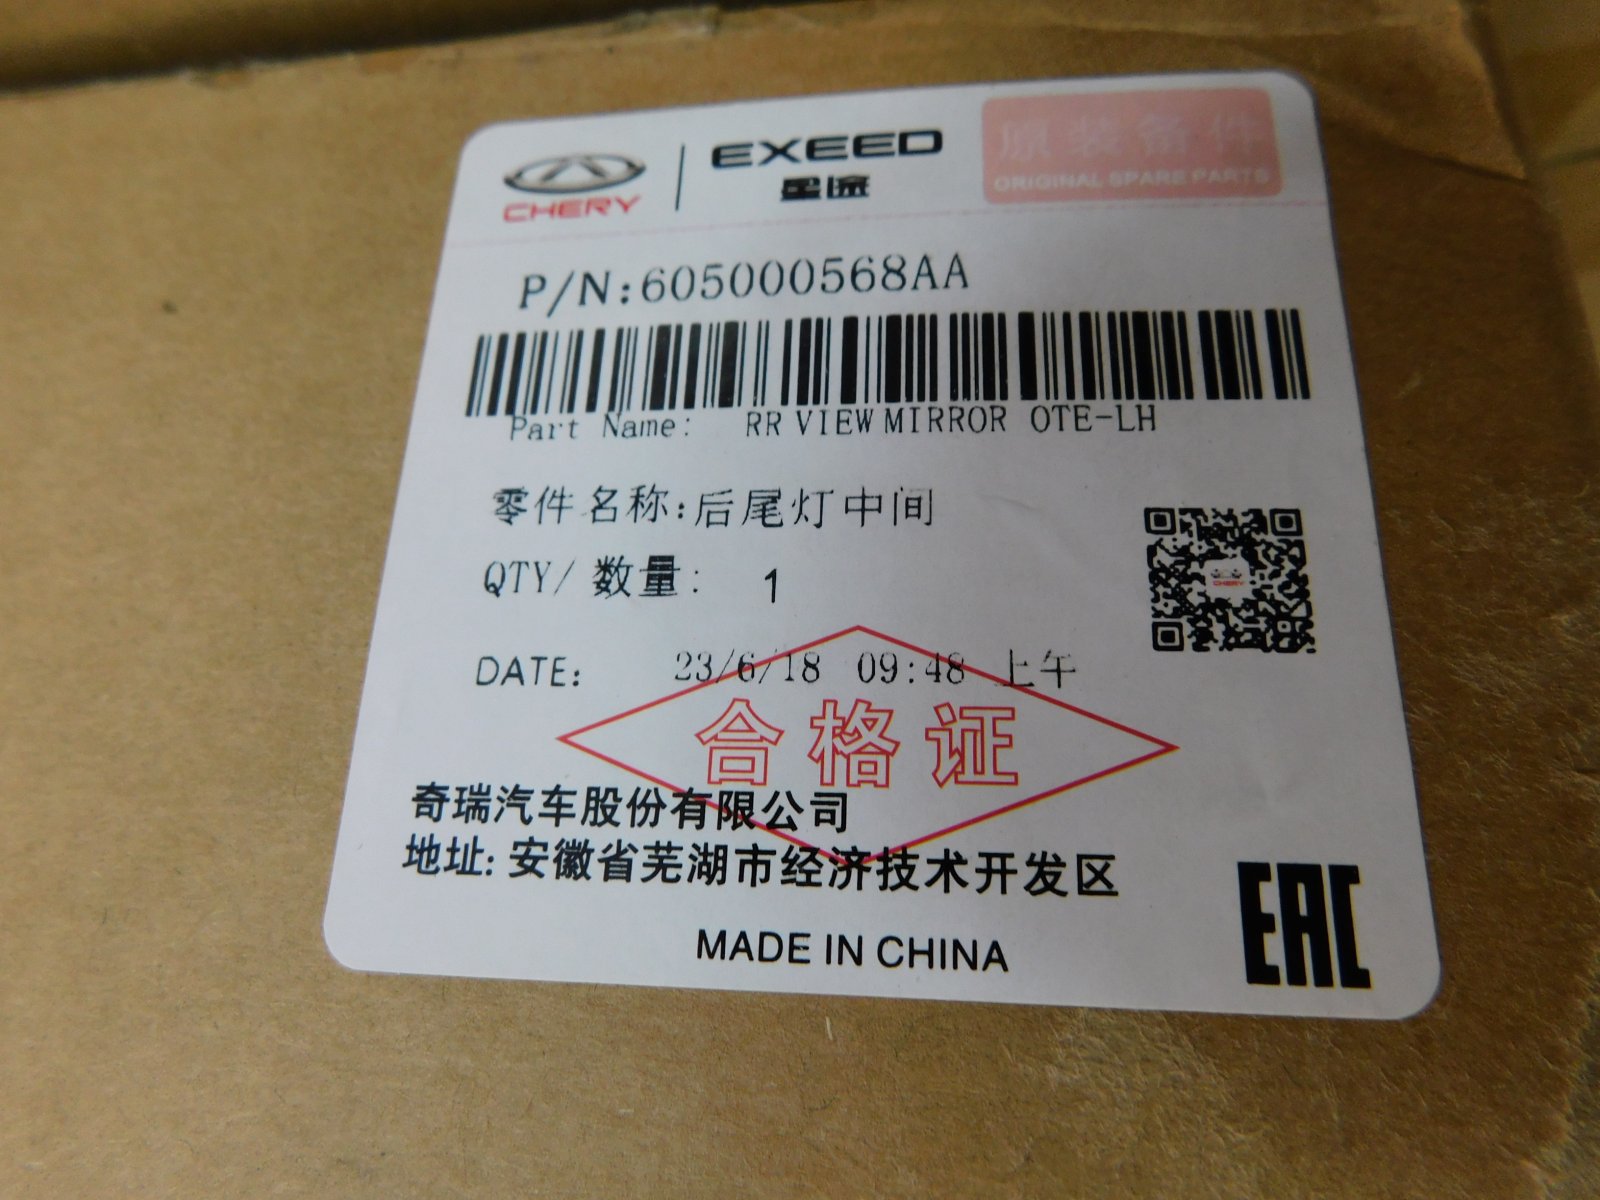 CHERY
EXEED
星途
原装备件
ORIGINAL SPARE PARTS
P/N:605000568AA
Part Name: RR VIEW MIRROR OTE-LH
零件名称:后尾灯中间
QTY/数量: 1
CHERY
DATE: 23/6/18 09:48 上午
合格证
奇瑞汽车股份有限公司
地址:安徽省芜湖市经济技术开发区
MADE IN CHINA
EAC